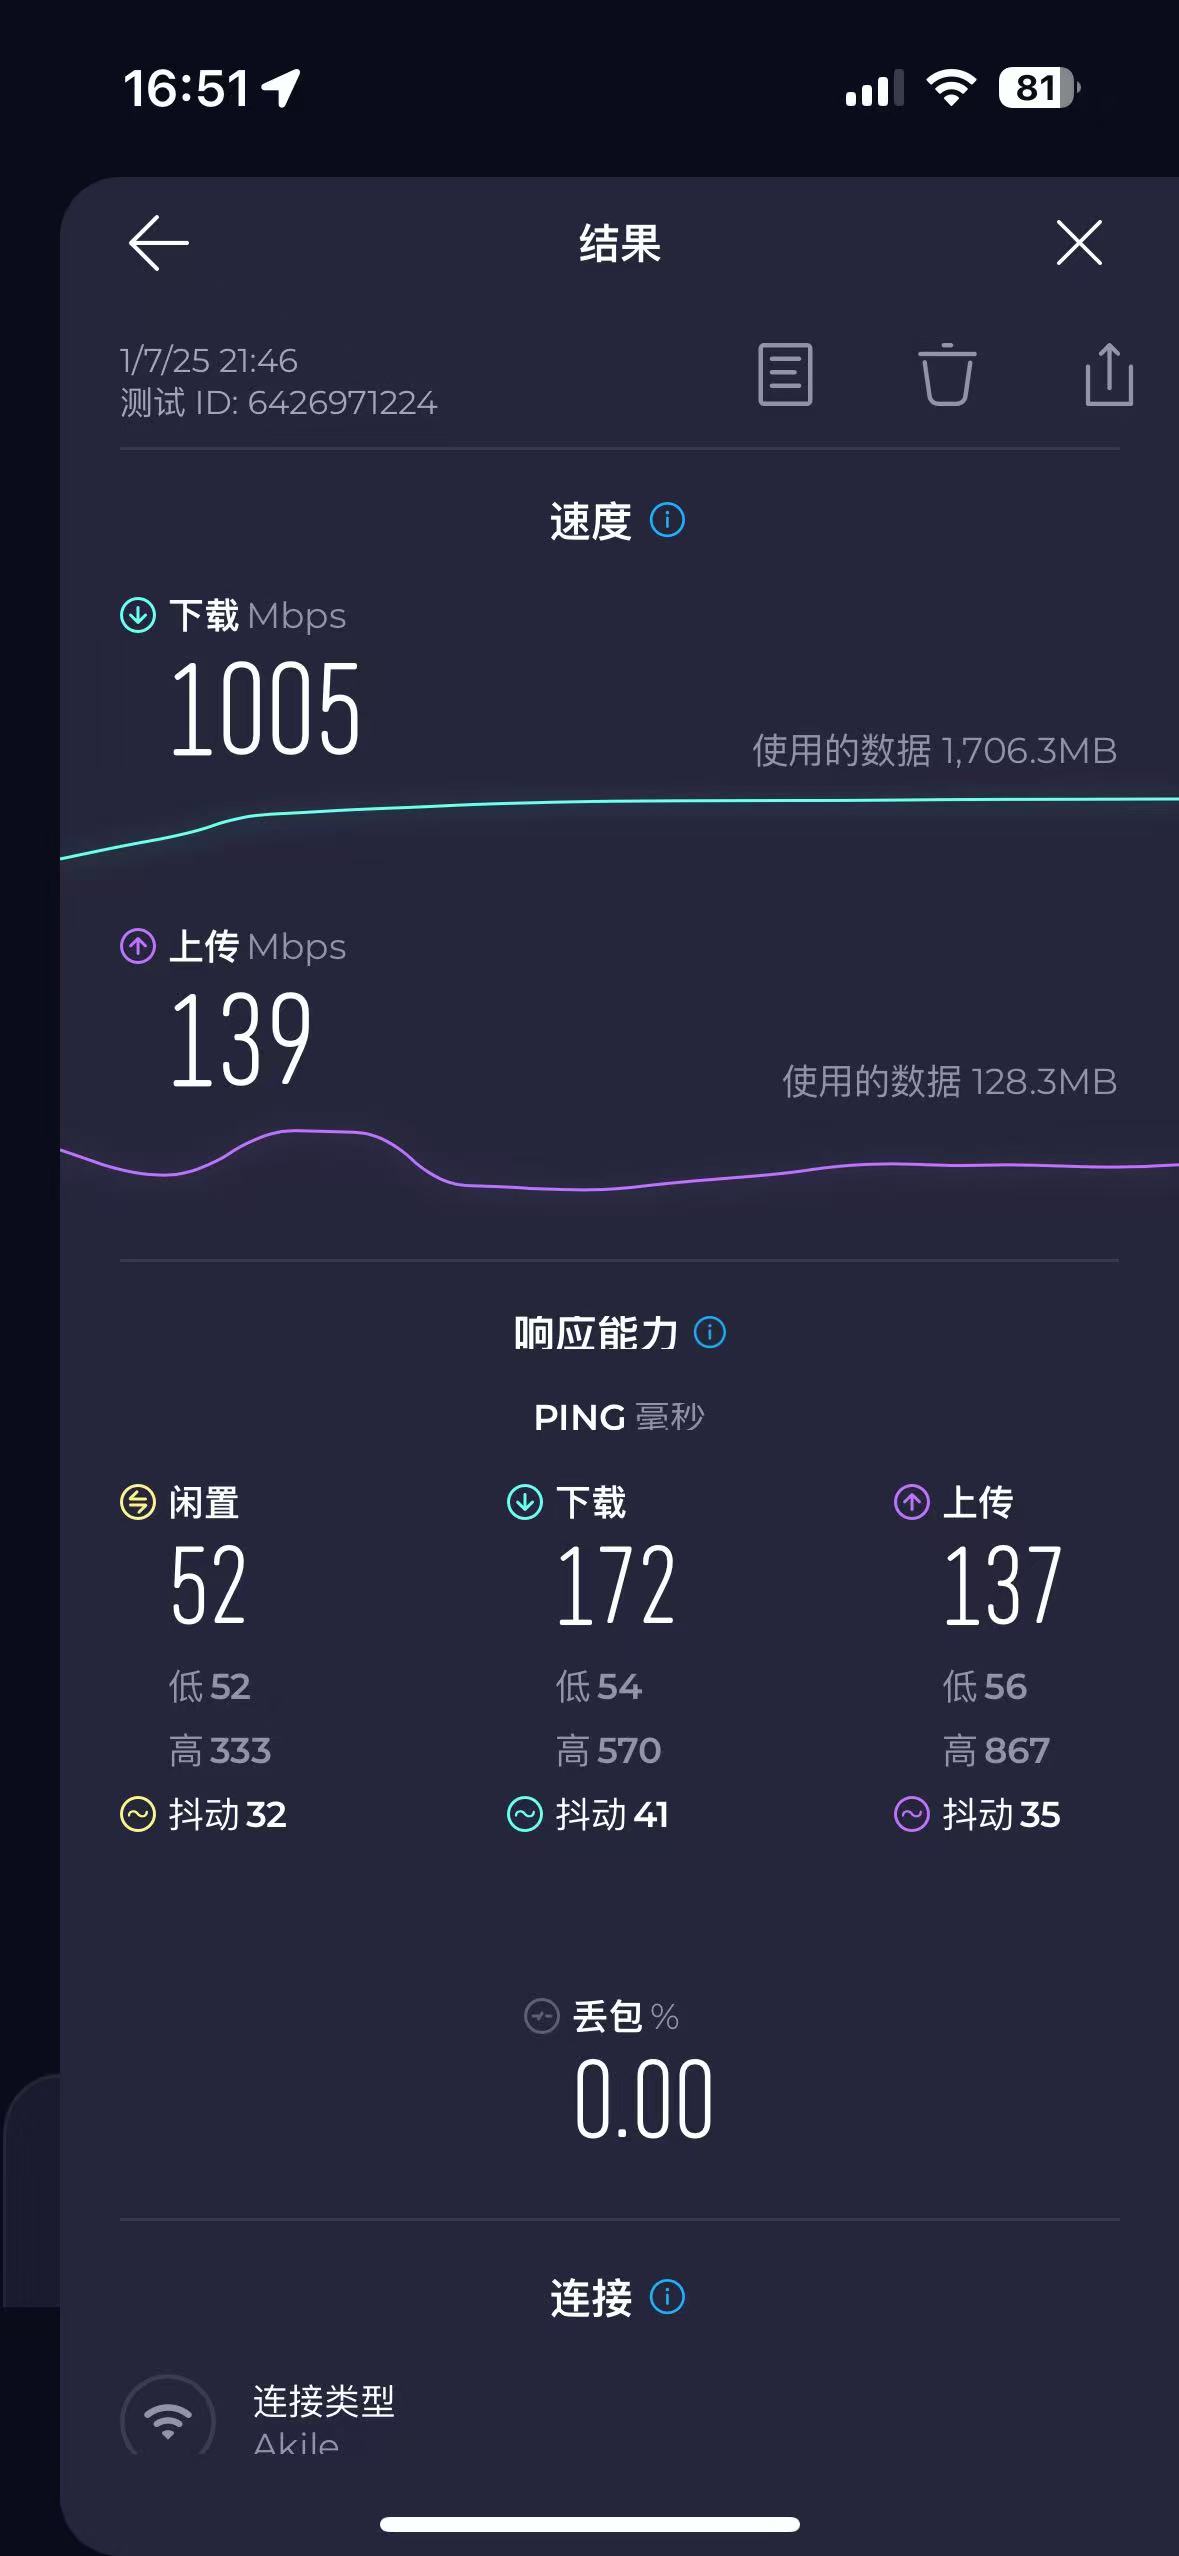 16:51
81
结果
1/7/25 21:46
测试 ID: 6426971224
速度
下载 Mbps
1005
使用的数据 1,706.3MB
上传 Mbps
139
使用的数据 128.3MB
响应能力
PING 毫秒
闲置 下载 上传
52 172 137
低 52 低 54 低 56
高 333 高 570 高 867
抖动 32 抖动 41 抖动 35
丢包 %
0.00
连接
连接类型
Akile